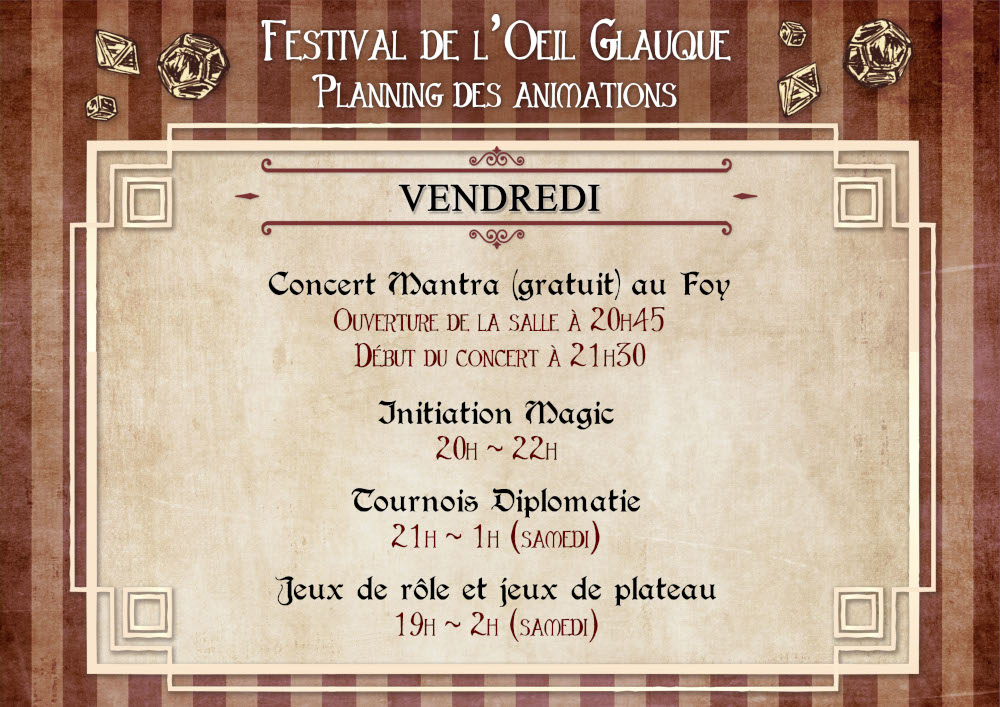 Festival de l'Oeil Glauque
Planning des animations
VENDREDI
Concert Mantra (gratuit) au Foy
Ouverture de la salle à 20h45
Début du concert à 21h30
Initiation Magic
20h ~ 22h
Tournois Diplomatie
21h ~ 1h (samedi)
Jeux de rôle et jeux de plateau
19h ~ 2h (samedi)